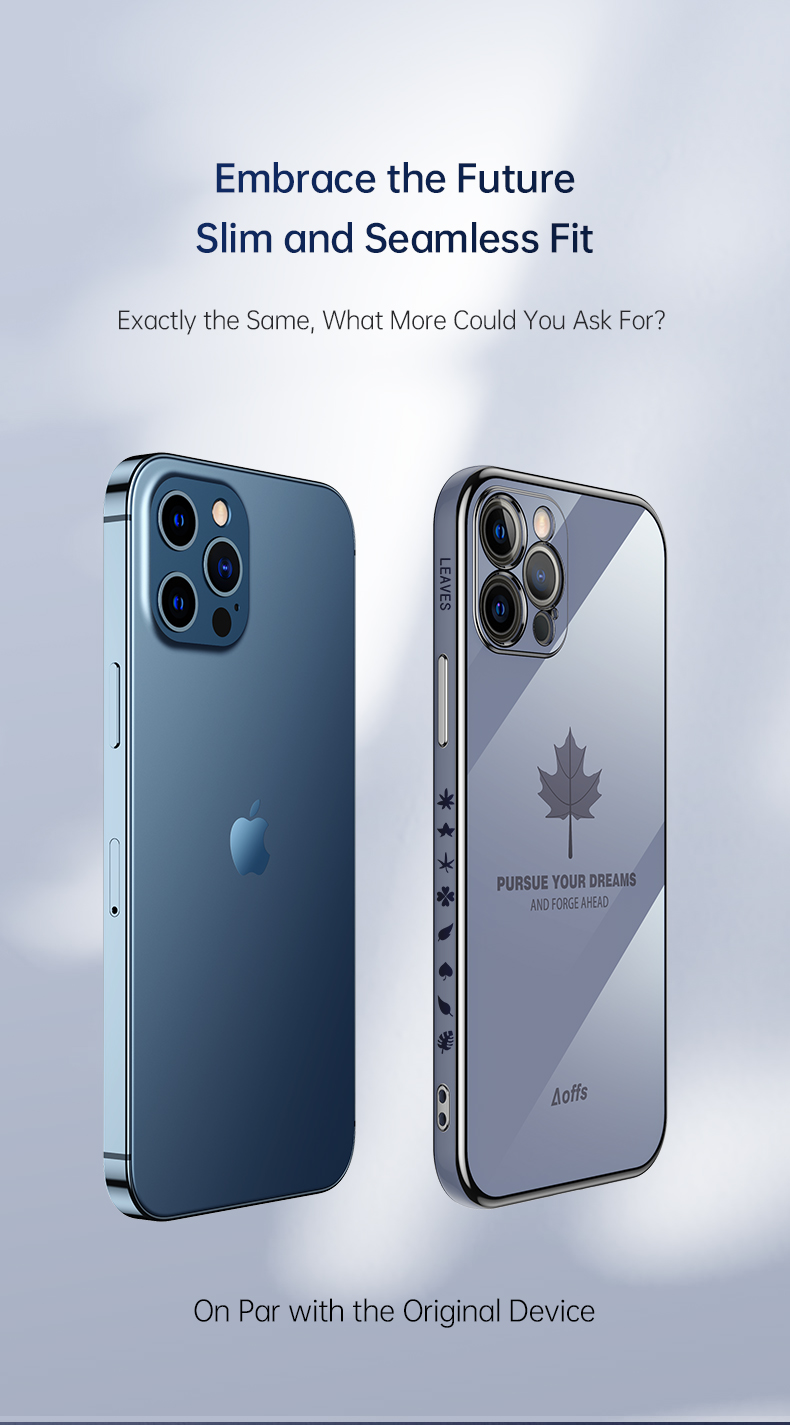 Embrace the Future
Slim and Seamless Fit
Exactly the Same, What More Could You Ask For?
LEAVES
PURSUE YOUR DREAMS
AND FORGE AHEAD
Aoffs
On Par with the Original Device